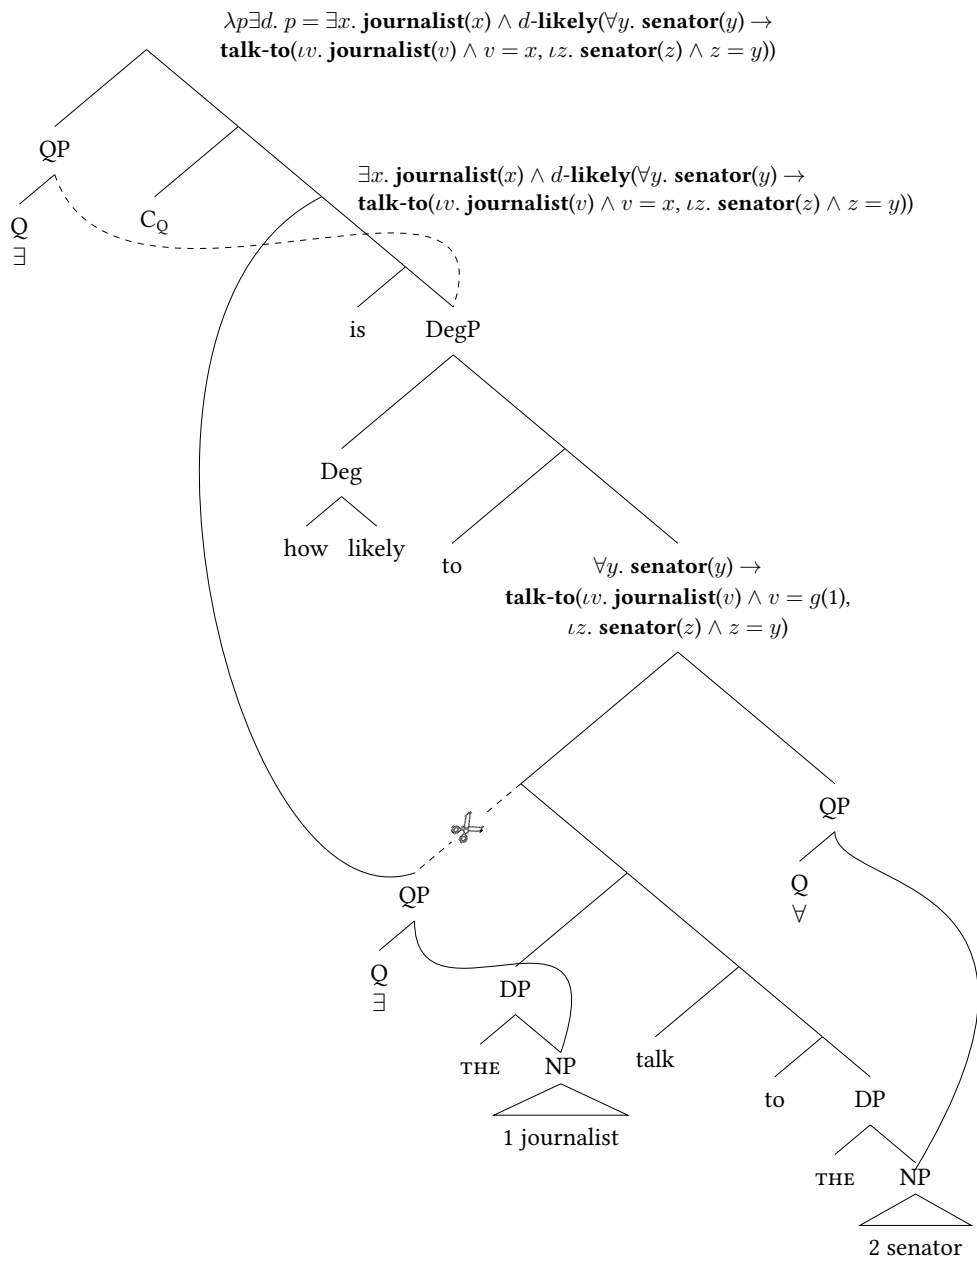 λp∃d. p = ∃x. journalist(x) ∧ d-likely(∀y. senator(y) →
talk-to(ιv. journalist(v) ∧ v = x, ιz. senator(z) ∧ z = y))
QP
∃x. journalist(x) ∧ d-likely(∀y. senator(y) →
talk-to(ιv. journalist(v) ∧ v = x, ιz. senator(z) ∧ z = y))
Q
C_Q
∃
is
DegP
Deg
how
likely
to
∀y. senator(y) →
talk-to(ιv. journalist(v) ∧ v = g(1),
ιz. senator(z) ∧ z = y)
QP
QP
Q
∀
Q
∃
DP
THE
NP
talk
to
DP
1 journalist
THE
NP
2 senator